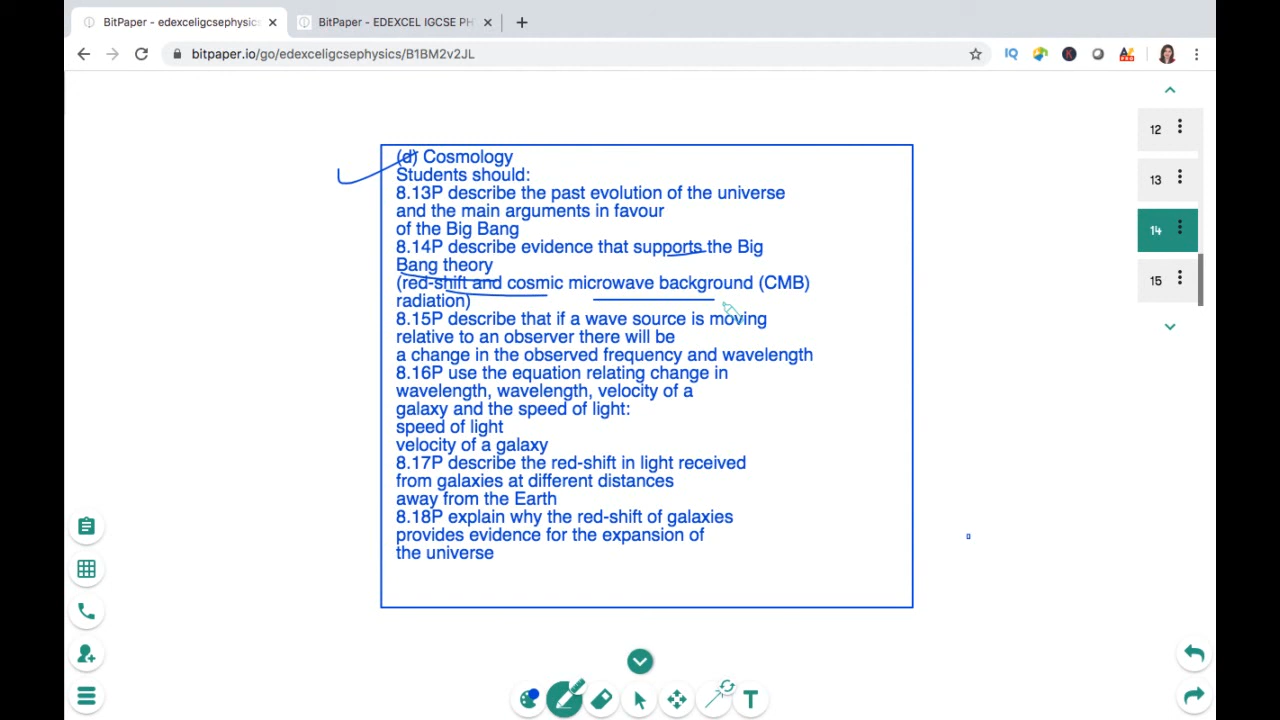 BitPaper - edexceligcsephysics
BitPaper - EDEXCEL IGCSE PH
bitpaper.io/go/edexceligcsephysics/B1BM2v2JL
IQ
12
13
14
15
(d) Cosmology
Students should:
8.13P describe the past evolution of the universe
and the main arguments in favour
of the Big Bang
8.14P describe evidence that supports the Big
Bang theory
(red-shift and cosmic microwave background (CMB)
radiation)
8.15P describe that if a wave source is moving
relative to an observer there will be
a change in the observed frequency and wavelength
8.16P use the equation relating change in
wavelength, wavelength, velocity of a
galaxy and the speed of light:
speed of light
velocity of a galaxy
8.17P describe the red-shift in light received
from galaxies at different distances
away from the Earth
8.18P explain why the red-shift of galaxies
provides evidence for the expansion of
the universe
T